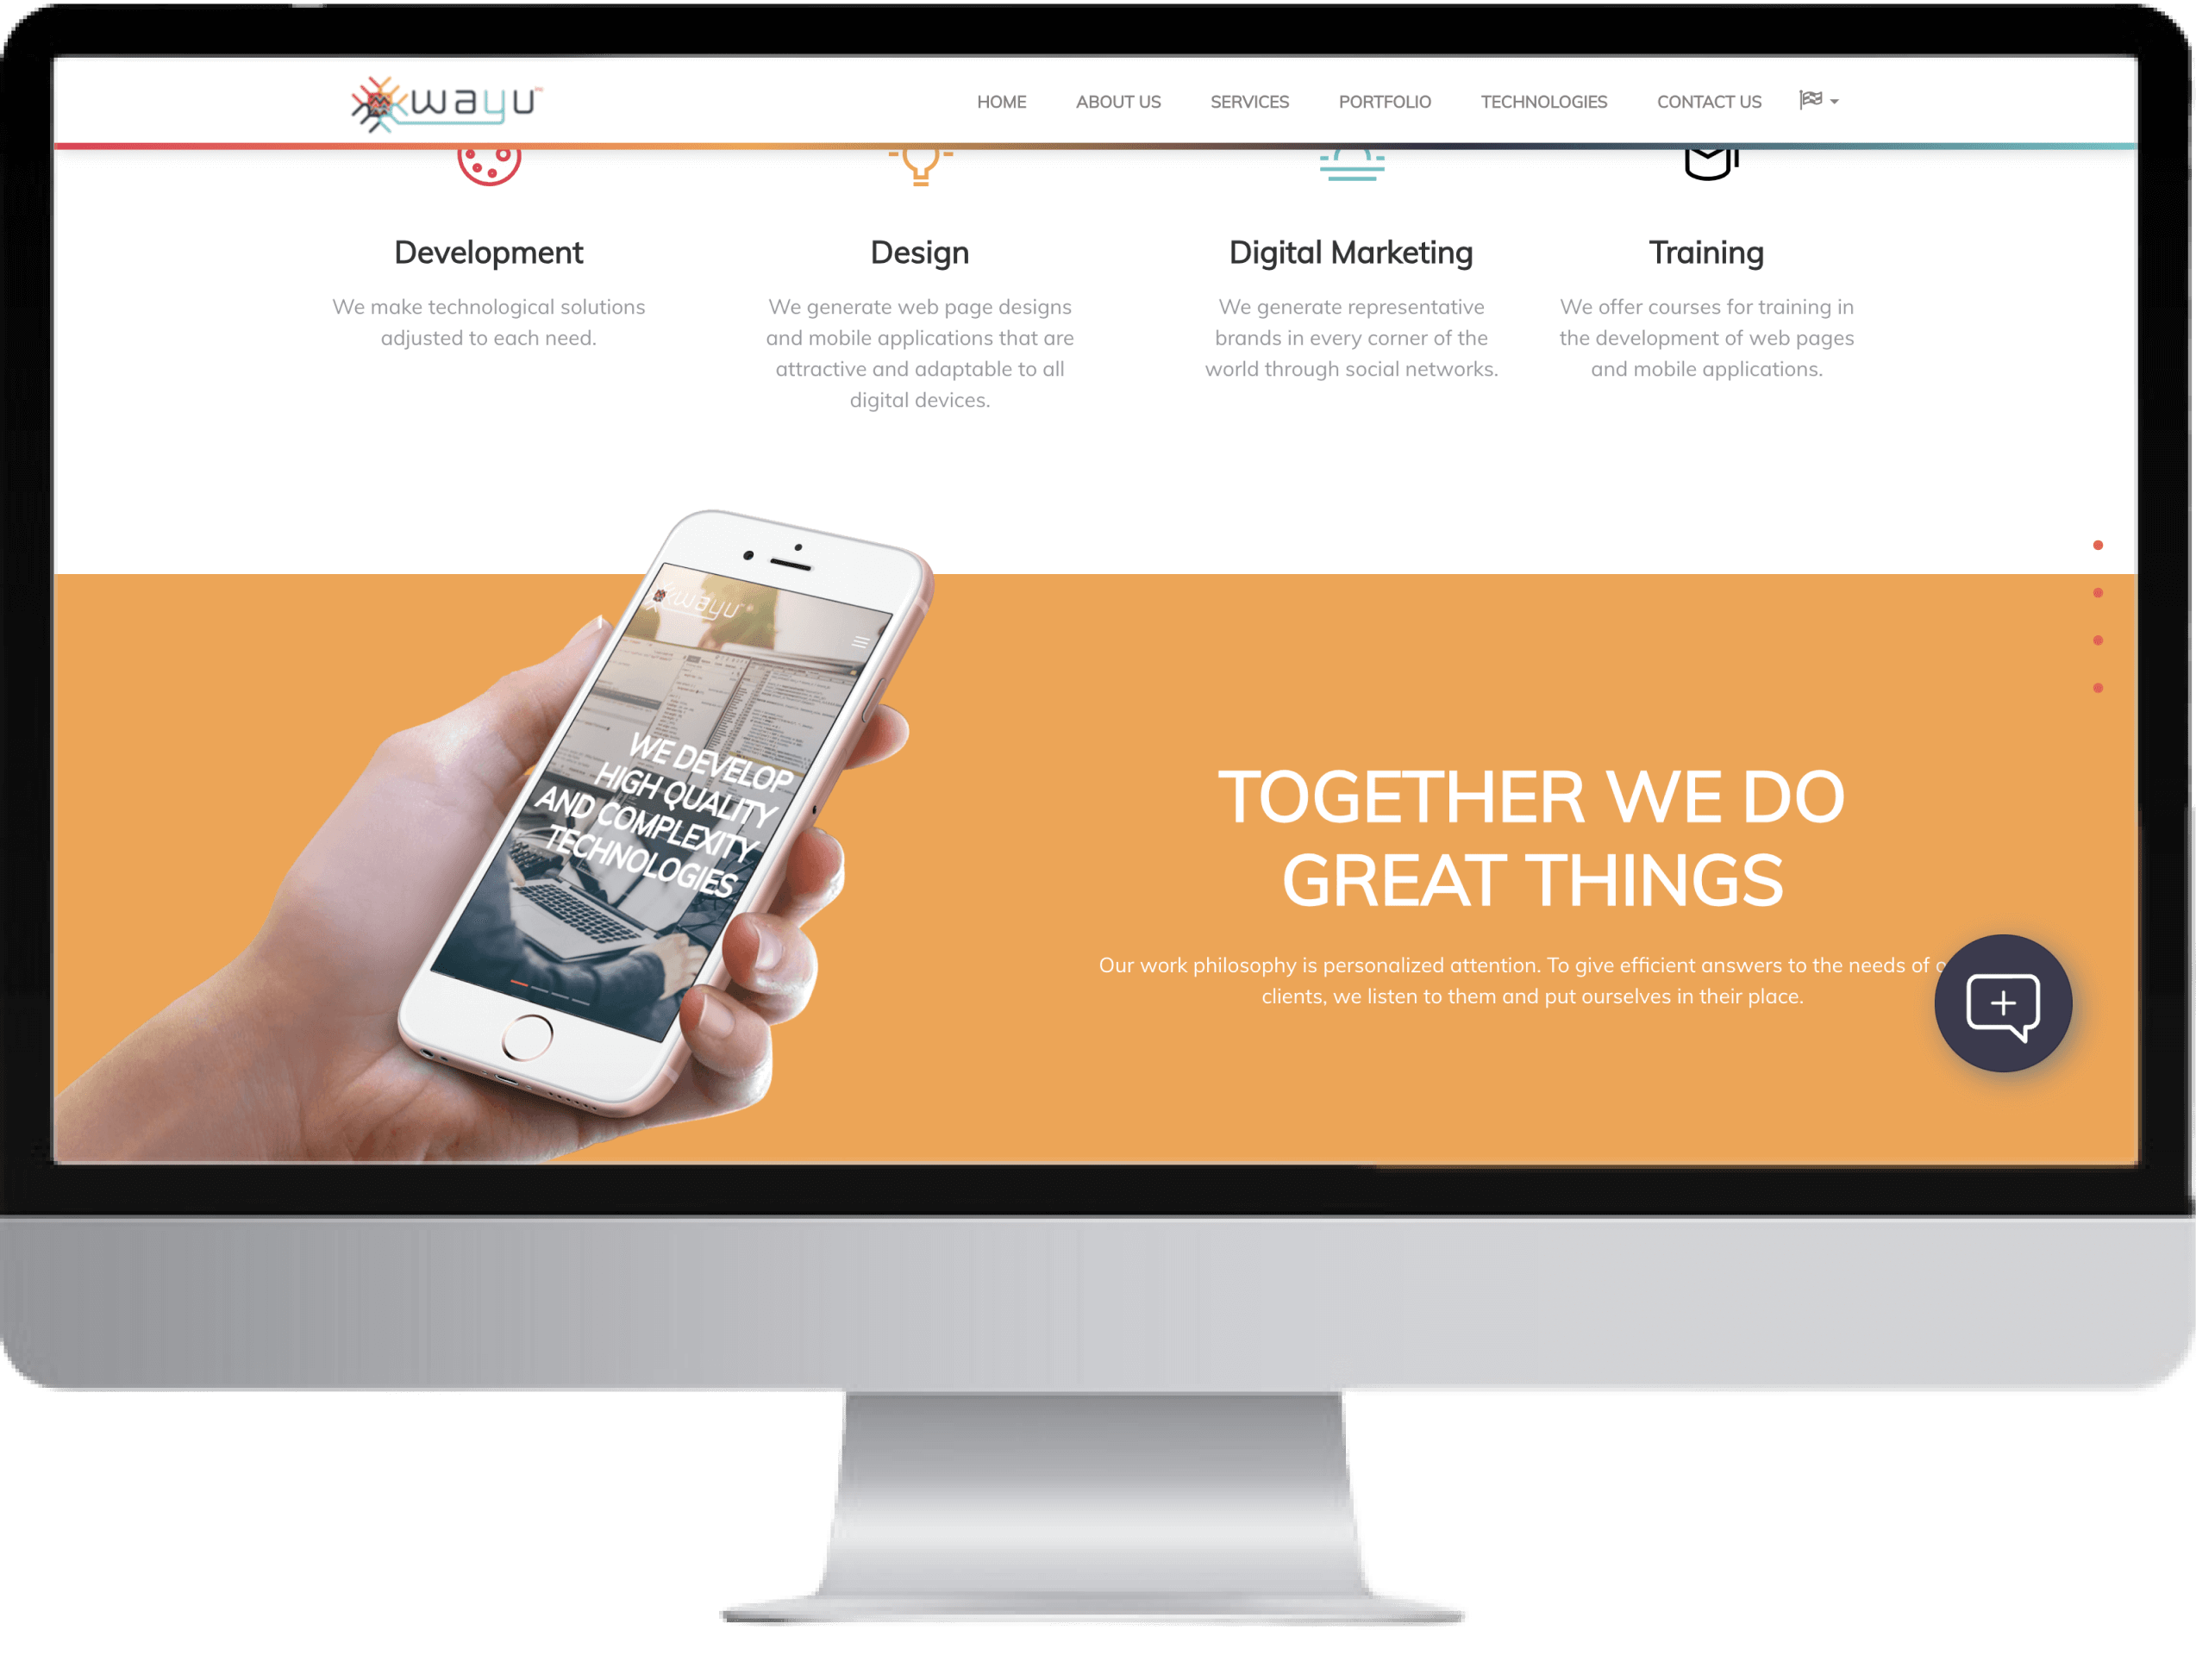 wayu
HOME ABOUT US SERVICES PORTFOLIO TECHNOLOGIES CONTACT US
Development
We make technological solutions
adjusted to each need.
Design
We generate web page designs
and mobile applications that are
attractive and adaptable to all
digital devices.
Digital Marketing
We generate representative
brands in every corner of the
world through social networks.
Training
We offer courses for training in
the development of web pages
and mobile applications.
wayu
WE DEVELOP
HIGH QUALITY
AND COMPLEXITY
TECHNOLOGIES
TOGETHER WE DO
GREAT THINGS
Our work philosophy is personalized attention. To give efficient answers to the needs of
clients, we listen to them and put ourselves in their place.